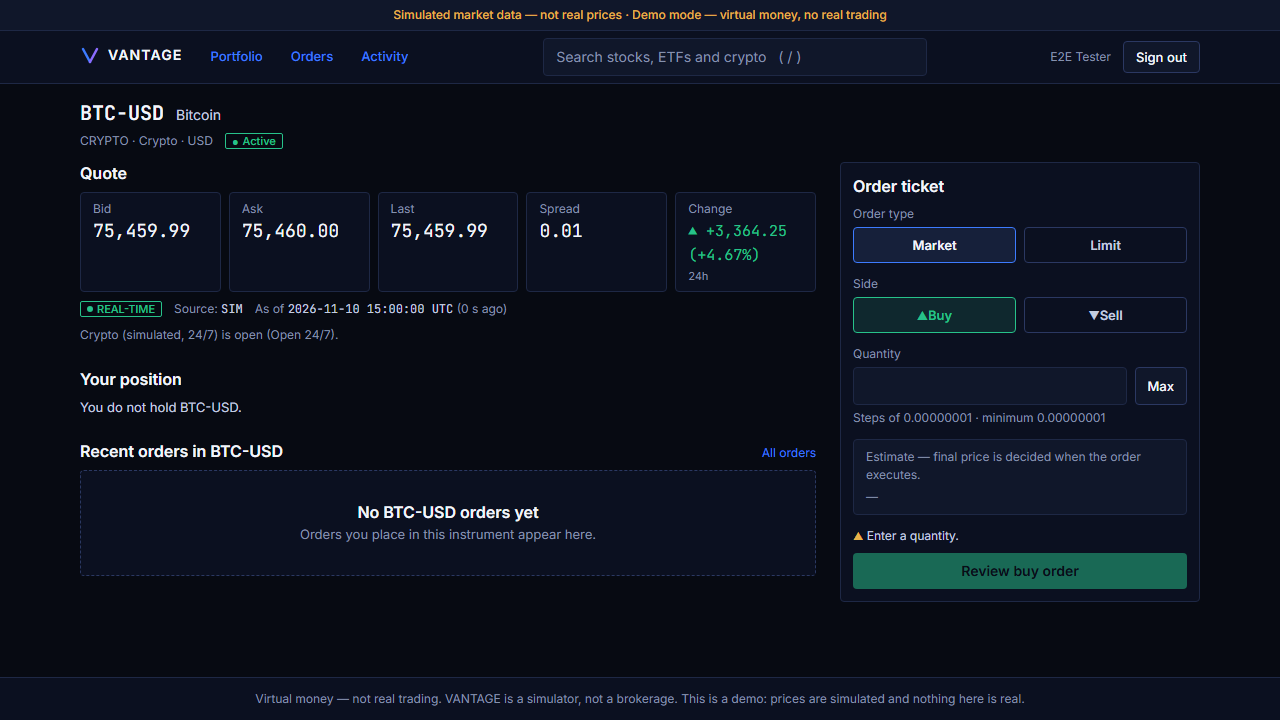 Simulated market data — not real prices · Demo mode — virtual money, no real trading
VANTAGE
Portfolio
Orders
Activity
Search stocks, ETFs and crypto ( / )
E2E Tester
Sign out
BTC-USD Bitcoin
CRYPTO · Crypto · USD
Active
Quote
Bid
75,459.99
Ask
75,460.00
Last
75,459.99
Spread
0.01
Change
▲ +3,364.25
(+4.67%)
24h
REAL-TIME
Source: SIM
As of 2026-11-10 15:00:00 UTC (0 s ago)
Crypto (simulated, 24/7) is open (Open 24/7).
Your position
You do not hold BTC-USD.
Recent orders in BTC-USD
All orders
No BTC-USD orders yet
Orders you place in this instrument appear here.
Order ticket
Order type
Market
Limit
Side
▲Buy
▼Sell
Quantity
Max
Steps of 0.00000001 · minimum 0.00000001
Estimate — final price is decided when the order
executes.
—
▲ Enter a quantity.
Review buy order
Virtual money — not real trading. VANTAGE is a simulator, not a brokerage. This is a demo: prices are simulated and nothing here is real.